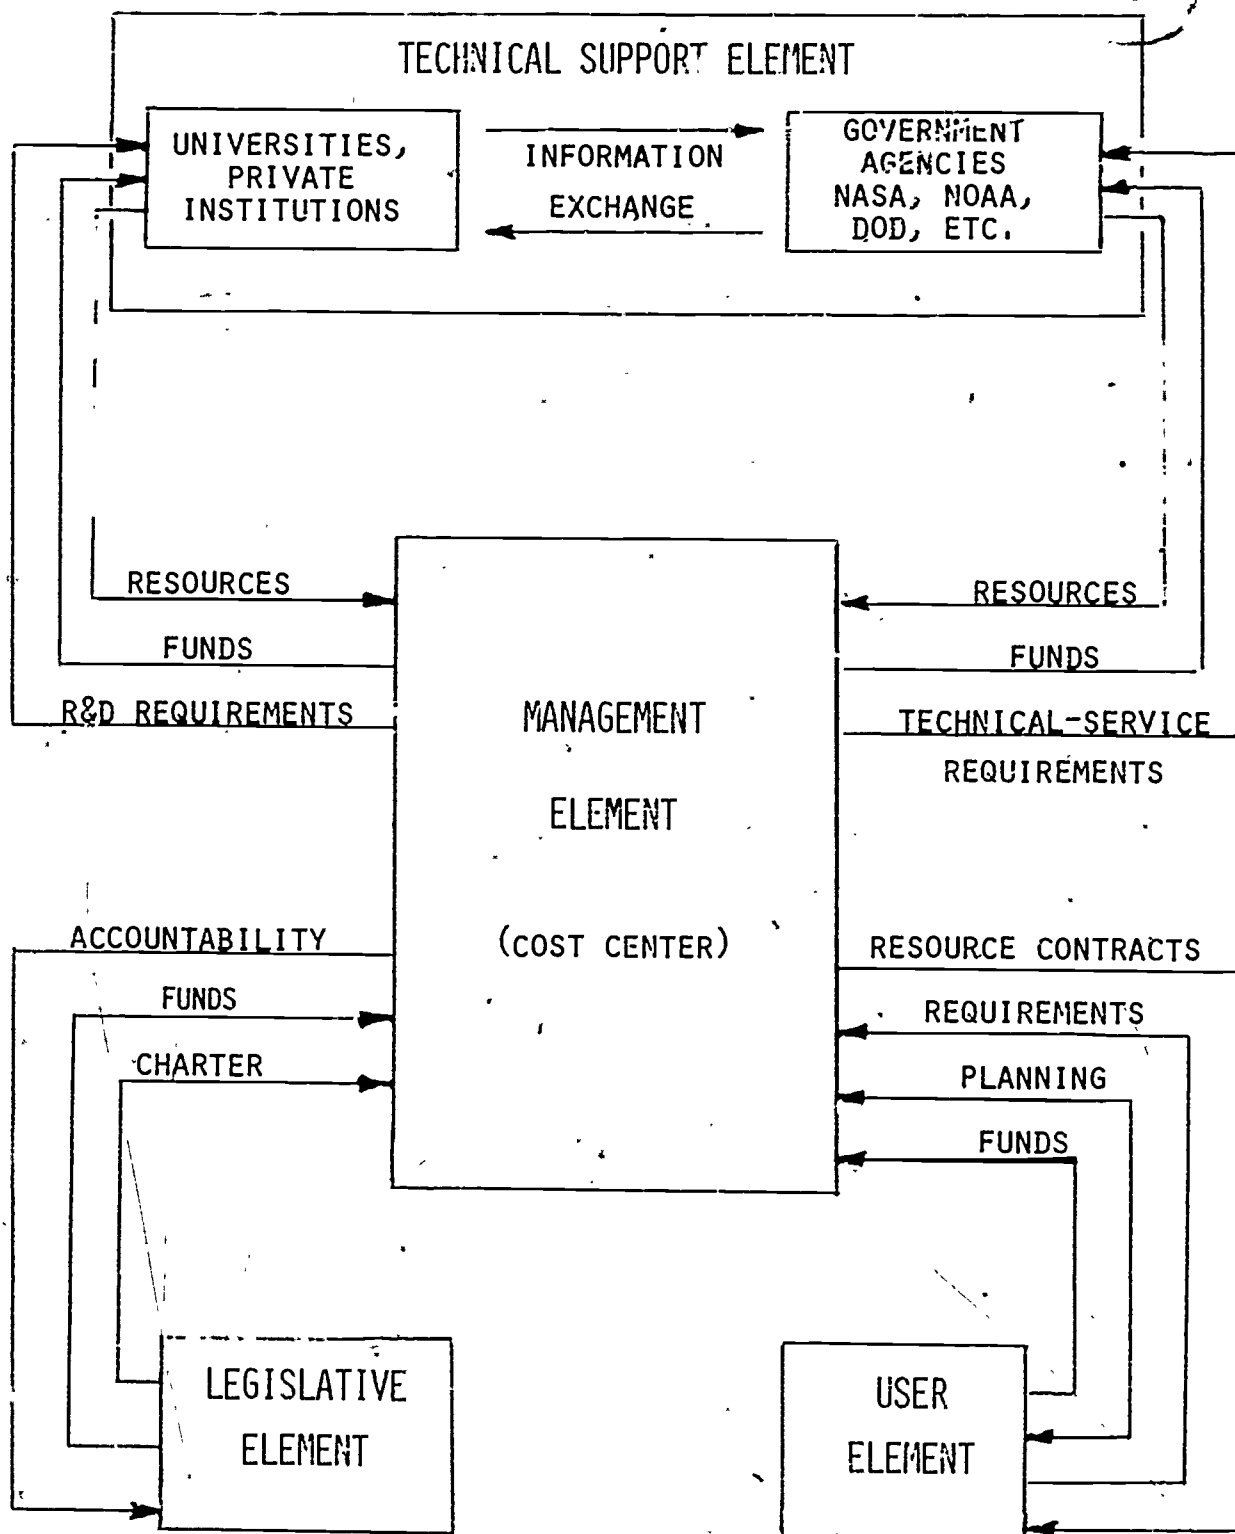 TECHNICAL SUPPORT ELEMENT
UNIVERSITIES,
PRIVATE
INSTITUTIONS
INFORMATION
EXCHANGE
GOVERNMENT
AGENCIES
NASA, NOAA,
DOD, ETC.
RESOURCES
FUNDS
R&D REQUIREMENTS
RESOURCES
FUNDS
TECHNICAL-SERVICE
REQUIREMENTS
MANAGEMENT
ELEMENT
(COST CENTER)
ACCOUNTABILITY
FUNDS
CHARTER
RESOURCE CONTRACTS
REQUIREMENTS
PLANNING
FUNDS
LEGISLATIVE
ELEMENT
USER
ELEMENT